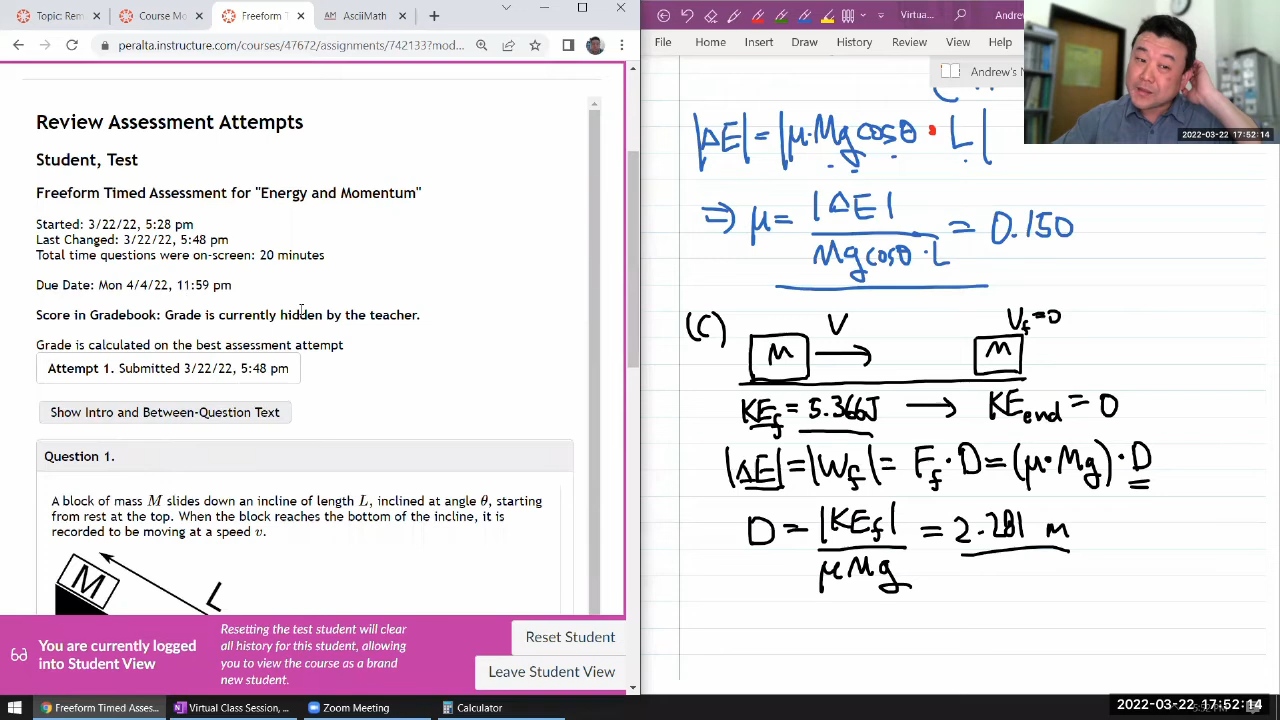 Topic Rem
Course Mo
Freeform T
AsciiMath
peraltainstructure.com/courses/47672/assignments/742133?mod...
Review Assessment Attempts
Student, Test
Freeform Timed Assessment for "Energy and Momentum"
Started: 3/22/22, 5:28 pm
Last Changed: 3/22/22, 5:48 pm
Total time questions were on-screen: 20 minutes
Due Date: Mon 4/4/22, 11:59 pm
Score in Gradebook: Grade is currently hidden by the teacher.
Grade is calculated on the best assessment attempt
Attempt 1. Submitted 3/22/22, 5:48 pm
Show Intro and Between-Question Text
Question 1.
A block of mass M slides down an incline of length L, inclined at angle θ, starting
from rest at the top. When the block reaches the bottom of the incline, it is
recorded to be moving at a speed v.
M
L
You are currently logged
into Student View
Resetting the test student will clear
all history for this student, allowing
you to view the course as a brand
new student.
Reset Student
Leave Student View
Virtua...
Andre
File Home Insert Draw History Review View Help
Andrew's N
|ΔE| = |μ·Mg cosθ · L|
⇒ μ = |ΔE| / Mg cosθ · L = 0.150
(C)
M V M V_f = 0
KE_f = 5.366J → KE_end = 0
|ΔE| = |W_f| = F_f · D = (μ·Mg) · D
D = |KE_f| / μMg = 2.281 m
2022-03-22 17:52:14
Freeform Timed Asses...
Virtual Class Session, ...
Zoom Meeting
Calculator
2022-03-22 17:52:14